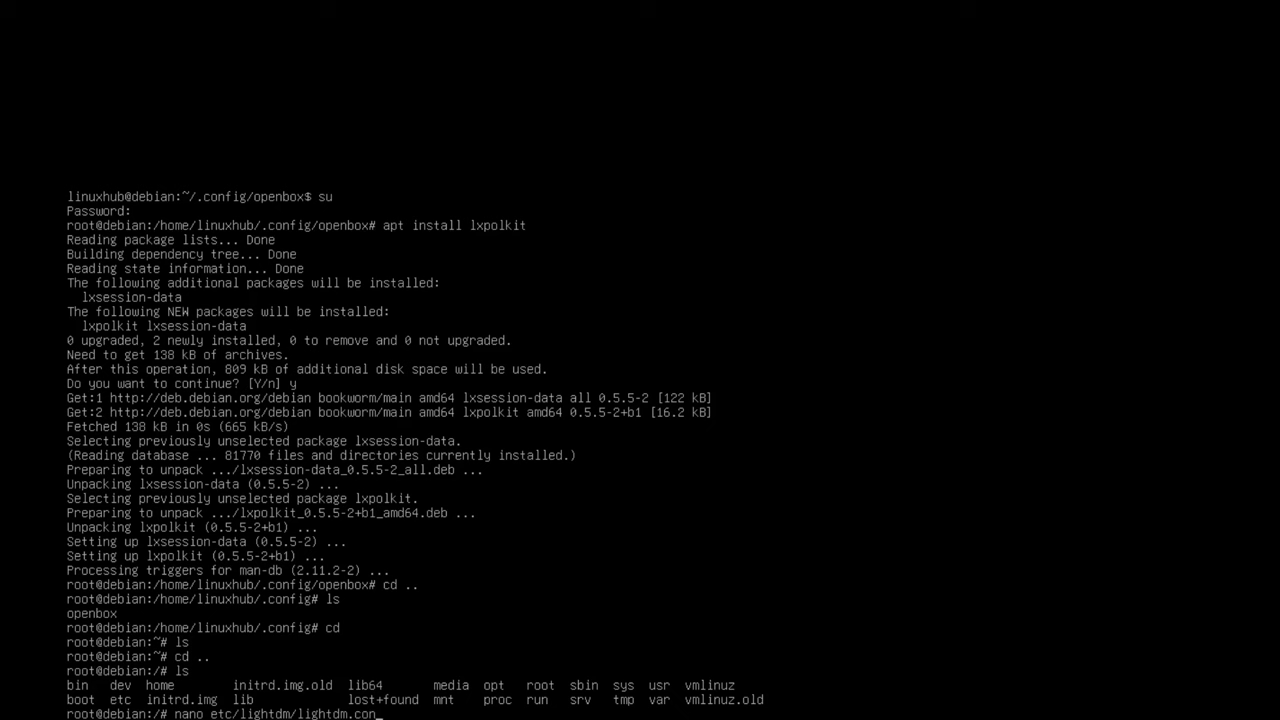 linuxhub@debian:~/.config/openbox$ su
Password:
root@debian:/home/linuxhub/.config/openbox# apt install lxpolkit
Reading package lists... Done
Building dependency tree... Done
Reading state information... Done
The following additional packages will be installed:
  lxsession-data
The following NEW packages will be installed:
  lxpolkit lxsession-data
0 upgraded, 2 newly installed, 0 to remove and 0 not upgraded.
Need to get 138 kB of archives.
After this operation, 809 kB of additional disk space will be used.
Do you want to continue? [Y/n] y
Get:1 http://deb.debian.org/debian bookworm/main amd64 lxsession-data all 0.5.5-2 [122 kB]
Get:2 http://deb.debian.org/debian bookworm/main amd64 lxpolkit amd64 0.5.5-2+b1 [16.2 kB]
Fetched 138 kB in 0s (665 kB/s)
Selecting previously unselected package lxsession-data.
(Reading database ... 81770 files and directories currently installed.)
Preparing to unpack .../lxsession-data_0.5.5-2_all.deb ...
Unpacking lxsession-data (0.5.5-2) ...
Selecting previously unselected package lxpolkit.
Preparing to unpack .../lxpolkit_0.5.5-2+b1_amd64.deb ...
Unpacking lxpolkit (0.5.5-2+b1) ...
Setting up lxsession-data (0.5.5-2) ...
Setting up lxpolkit (0.5.5-2+b1) ...
Processing triggers for man-db (2.11.2-2) ...
root@debian:/home/linuxhub/.config/openbox# cd ..
root@debian:/home/linuxhub/.config# ls
openbox
root@debian:/home/linuxhub/.config# cd
root@debian:~# ls
root@debian:~# cd ..
root@debian:/# ls
bin   dev  home        initrd.img.old  lib64       media  opt   root  sbin  sys  usr  vmlinuz
boot  etc  initrd.img  lib             lost+found  mnt    proc  run   srv   tmp  var  vmlinuz.old
root@debian:/# nano etc/lightdm/lightdm.con_